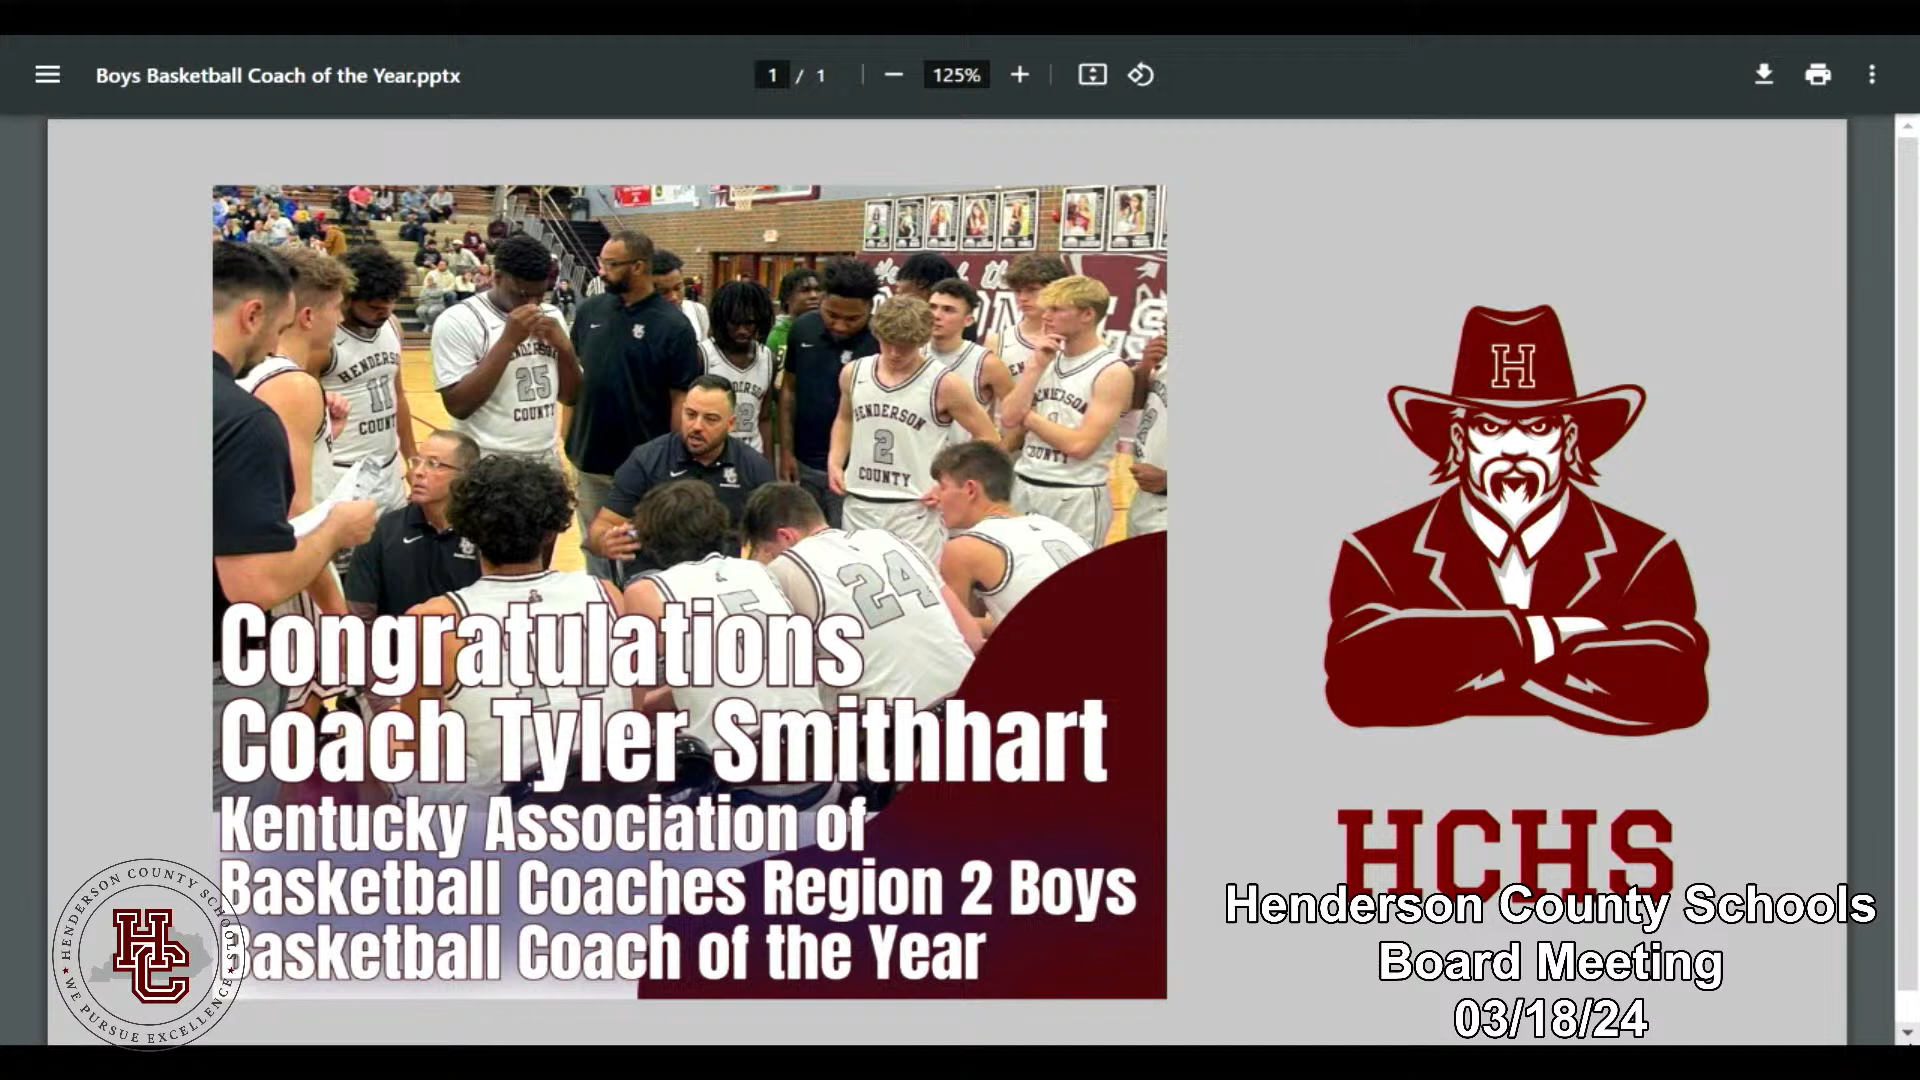 Boys Basketball Coach of the Year.pptx
1 / 1
125%
HENDERSON
11
COUNTY
HENDERSON
25
COUNTY
HENDERSON
2
COUNTY
24
H
Congratulations
Coach Tyler Smithhart
Kentucky Association of
Basketball Coaches Region 2 Boys
Basketball Coach of the Year
HCHS
HENDERSON COUNTY SCHOOLS
HC
WE PURSUE EXCELLENCE
Henderson County Schools
Board Meeting
03/18/24